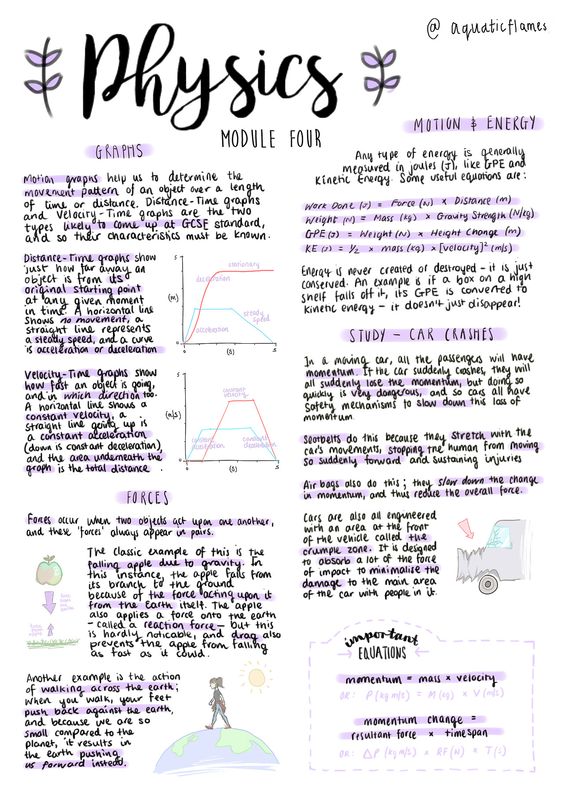 @ aquaticflames
Physics
MODULE FOUR
GRAPHS
Motion graphs help us to determine the
movement pattern of an object over a length
of time or distance. Distance-Time graphs
and Velocity-Time graphs are the two
types likely to come up at GCSE standard,
and so their characteristics must be known.
Distance-Time graphs show
just how far away an
object is from its
original starting point
at any given moment
in time. A horizontal line
shows no movement, a
straight line represents
a steady speed, and a curve
is acceleration or deceleration
(M)
stationary
deceleration
steady
speed
acceleration
(S)
Velocity-Time graphs show
how fast an object is going,
and in which direction too.
A horizontal line shows a
constant velocity, a
straight line going up is
a constant acceleration
(down is constant deceleration)
and the area underneath the
graph is the total distance.
(M/S)
constant
velocity
constant
acceleration
constant
deceleration
(S)
FORCES
Forces occur when two objects act upon one another,
and these 'forces' always appear in pairs.
The classic example of this is the
falling apple due to gravity. In
this instance, the apple falls from
its branch to the ground
because of the force acting upon it
from the Earth itself. The apple
also applies a force onto the earth
- called a reaction force - but this
is hardly noticable, and drag also
prevents the apple from falling
as fast as it could.
Another example is the action
of walking across the earth;
When you walk, your feet
push back against the earth,
and because we are so
small compared to the
planet, it results in
the earth pushing
us forward instead.
MOTION & ENERGY
Any type of energy is generally
measured in joules (J), like GPE and
Kinetic Energy. Some useful equations are:
Work Done (J) = Force (N) × Distance (M)
Weight (N) = Mass (kg) × Gravity Strength (N/kg)
GPE (J) = Weight (N) × Height Change (M)
KE (J) = 1/2 × mass (kg) × [velocity]² (m/s)
Energy is never created or destroyed - it is just
conserved. An example is if a box on a high
shelf falls off it, its GPE is converted to
kinetic energy - it doesn't just disappear!
STUDY - CAR CRASHES
In a moving car, all the passengers will have
momentum. If the car suddenly crashes, they will
all suddenly lose the momentum, but doing so
quickly is very dangerous, and so cars all have
safety mechanisms to slow down this loss of
momentum
Seatbelts do this because they stretch with the
car's movements, stopping the human from moving
so suddenly forward and sustaining injuries
Air bags also do this; they slow down the change
in momentum, and thus reduce the overall force.
Cars are also all engineered
with an area at the front
of the vehicle called the
crumple zone. It is designed
to absorb a lot of the force
of impact to minimalise the
damage to the main area
of the car with people in it.
important
EQUATIONS
momentum = mass × velocity
OR: P (kg m/s) = M (kg) × V (m/s)
momentum change =
resultant force × timespan
OR: ΔP (kg m/s) = RF (N) × T (s)